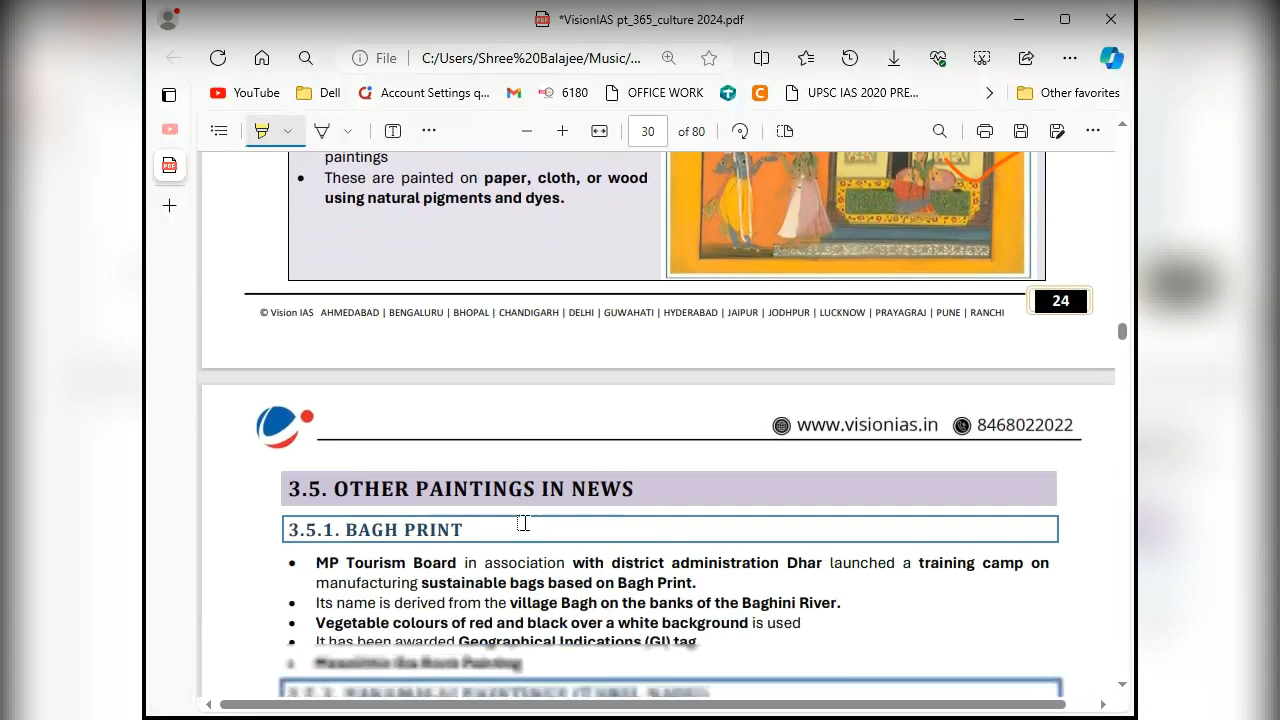 *VisionIAS pt_365_culture 2024.pdf
File C:/Users/Shree%20Balajee/Music/...
YouTube Dell Account Settings q... 6180 OFFICE WORK UPSC IAS 2020 PRE... Other favorites
30 of 80
paintings
• These are painted on paper, cloth, or wood
using natural pigments and dyes.
24
© Vision IAS AHMEDABAD | BENGALURU | BHOPAL | CHANDIGARH | DELHI | GUWAHATI | HYDERABAD | JAIPUR | JODHPUR | LUCKNOW | PRAYAGRAJ | PUNE | RANCHI
www.visionias.in 8468022022
3.5. OTHER PAINTINGS IN NEWS
3.5.1. BAGH PRINT
• MP Tourism Board in association with district administration Dhar launched a training camp on
manufacturing sustainable bags based on Bagh Print.
• Its name is derived from the village Bagh on the banks of the Baghini River.
• Vegetable colours of red and black over a white background is used
• It has been awarded Geographical Indications (GI) tag